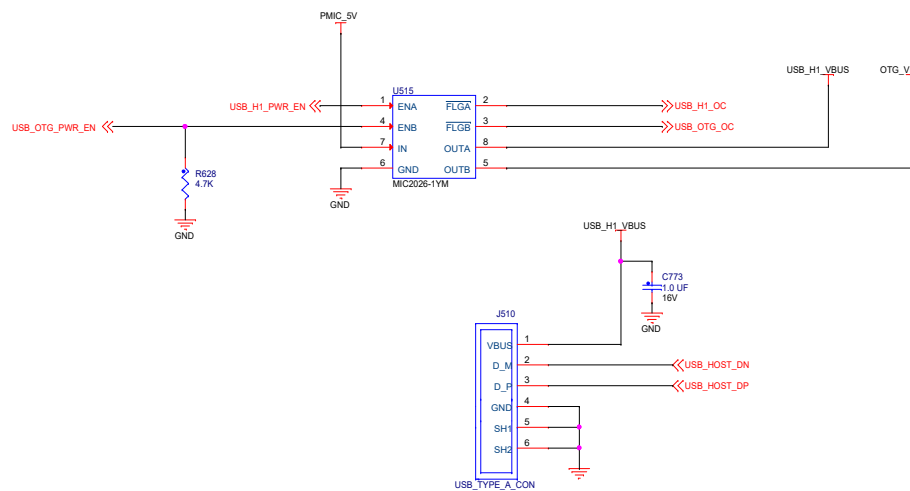 PMIC_5V
USB_H1_VBUS
OTG_V
U515
USB_H1_PWR_EN
1
ENA
FLGA
2
USB_H1_OC
USB_OTG_PWR_EN
4
ENB
FLGB
3
USB_OTG_OC
7
IN
OUTA
8
6
GND
OUTB
5
MIC2026-1YM
R628
4.7K
GND
GND
USB_H1_VBUS
C773
1.0 UF
16V
GND
J510
VBUS
1
D_M
2
USB_HOST_DN
D_P
3
USB_HOST_DP
GND
4
SH1
5
SH2
6
USB_TYPE_A_CON